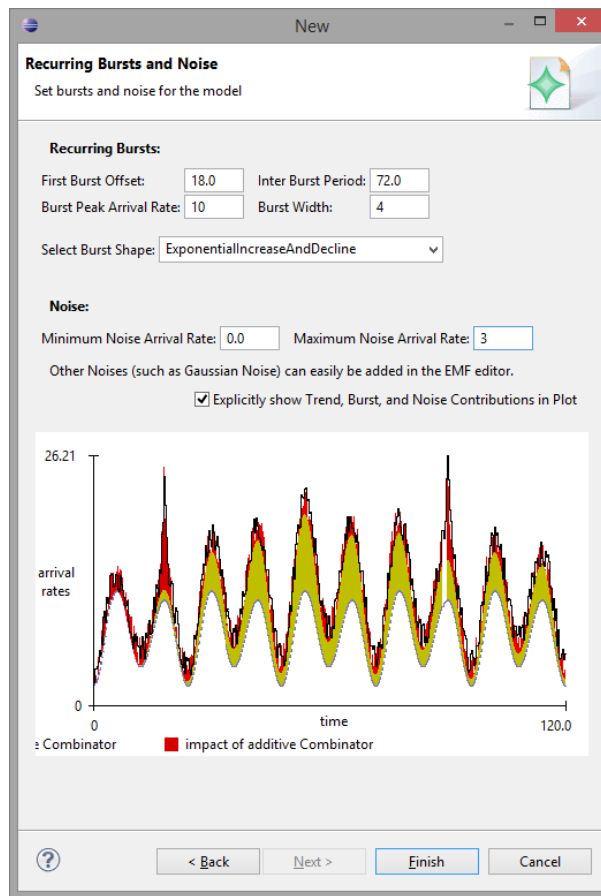 New
Recurring Bursts and Noise
Set bursts and noise for the model
Recurring Bursts:
First Burst Offset: 18.0 Inter Burst Period: 72.0
Burst Peak Arrival Rate: 10 Burst Width: 4
Select Burst Shape: ExponentialIncreaseAndDecline
Noise:
Minimum Noise Arrival Rate: 0.0 Maximum Noise Arrival Rate: 3
Other Noises (such as Gaussian Noise) can easily be added in the EMF editor.
Explicitly show Trend, Burst, and Noise Contributions in Plot
26.21
arrival
rates
0
0 time 120.0
e Combinator impact of additive Combinator
? < Back Next > Finish Cancel